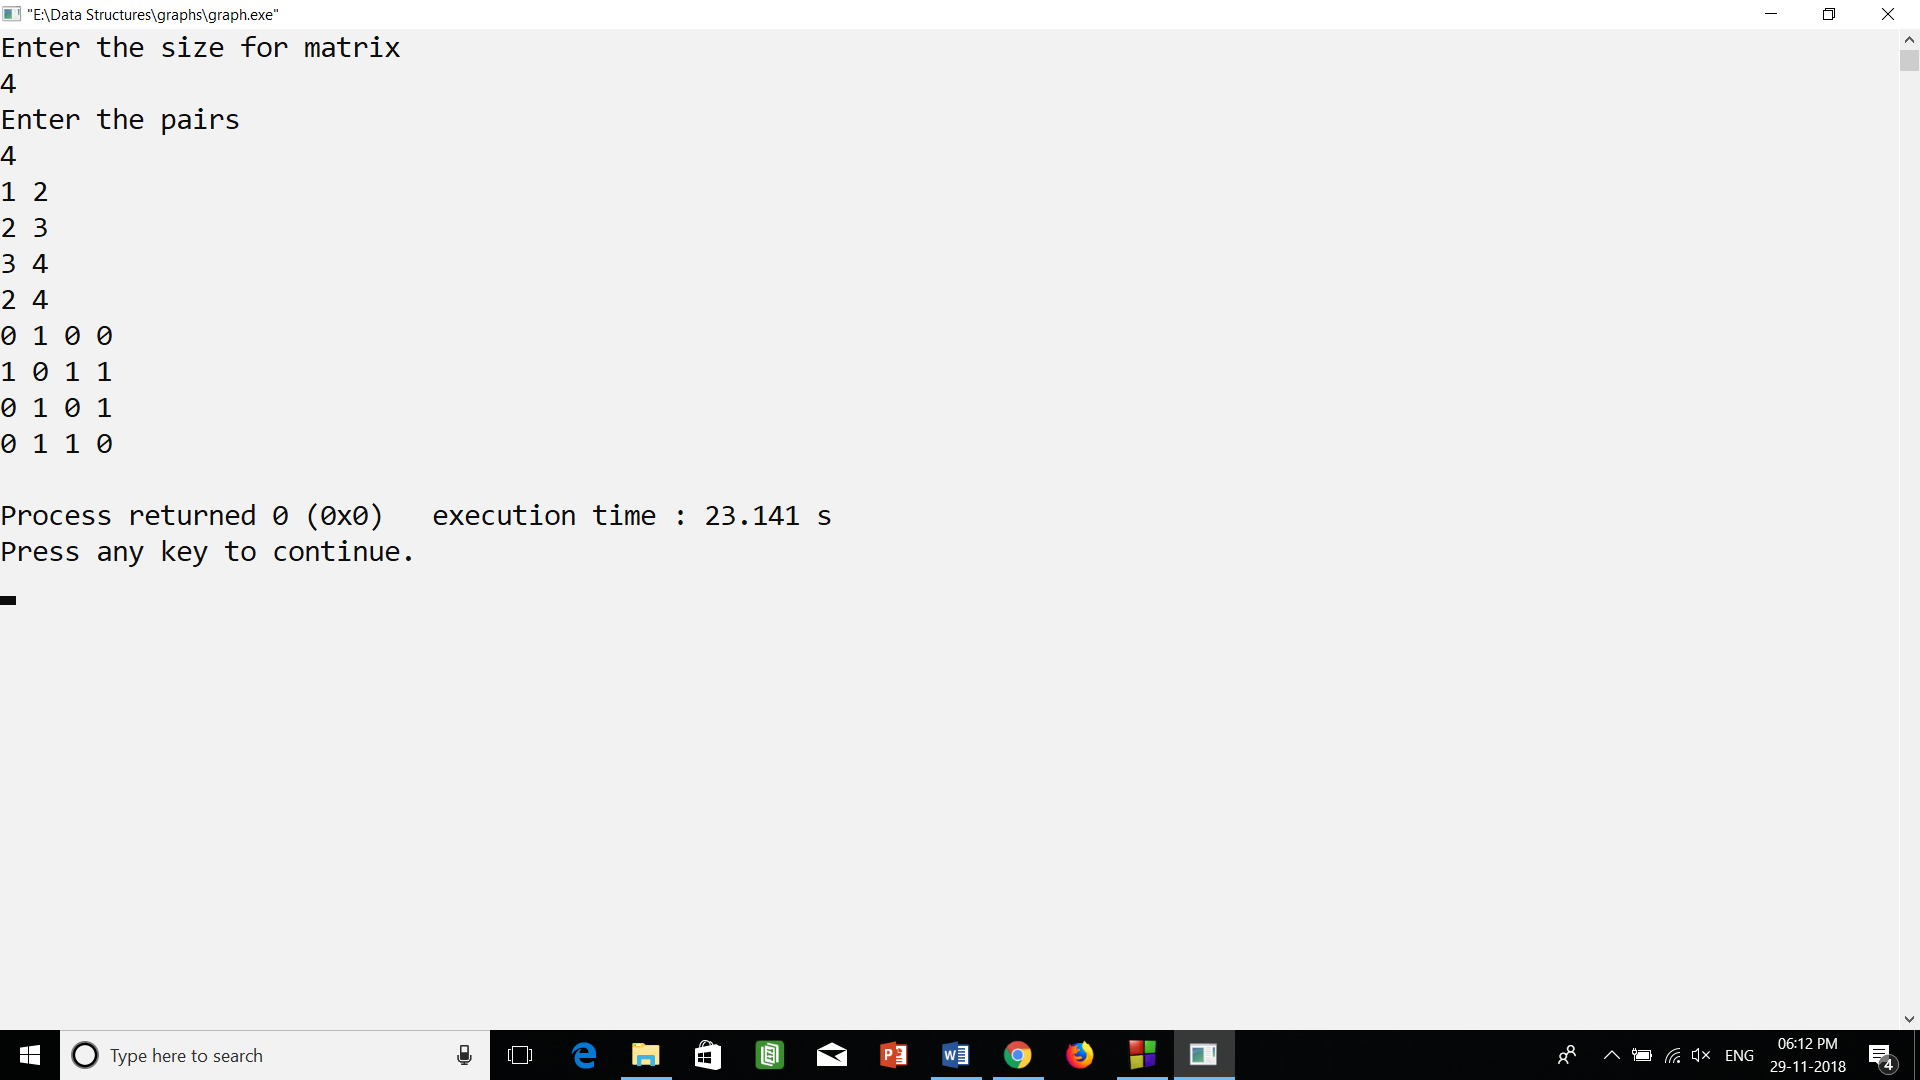 "E:\Data Structures\graphs\graph.exe"
Enter the size for matrix
4
Enter the pairs
4
1 2
2 3
3 4
2 4
0 1 0 0
1 0 1 1
0 1 0 1
0 1 1 0
Process returned 0 (0x0)   execution time : 23.141 s
Press any key to continue.
Type here to search
ENG
06:12 PM
29-11-2018
4